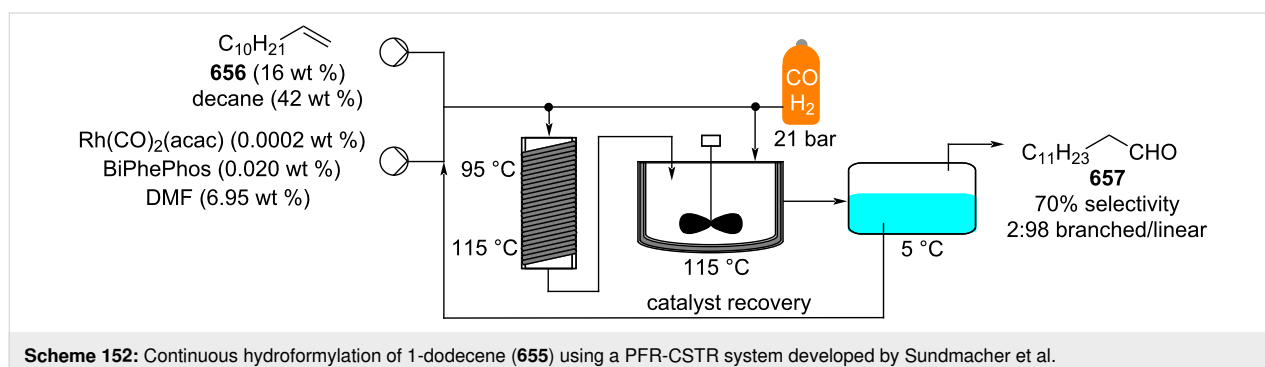 C10H21
656 (16 wt %)
decane (42 wt %)
Rh(CO)2(acac) (0.0002 wt %)
BiPhePhos (0.020 wt %)
DMF (6.95 wt %)
95 °C
115 °C
115 °C
CO
H2
21 bar
5 °C
catalyst recovery
C11H23 CHO
657
70% selectivity
2:98 branched/linear
Scheme 152: Continuous hydroformylation of 1-dodecene (655) using a PFR-CSTR system developed by Sundmacher et al.